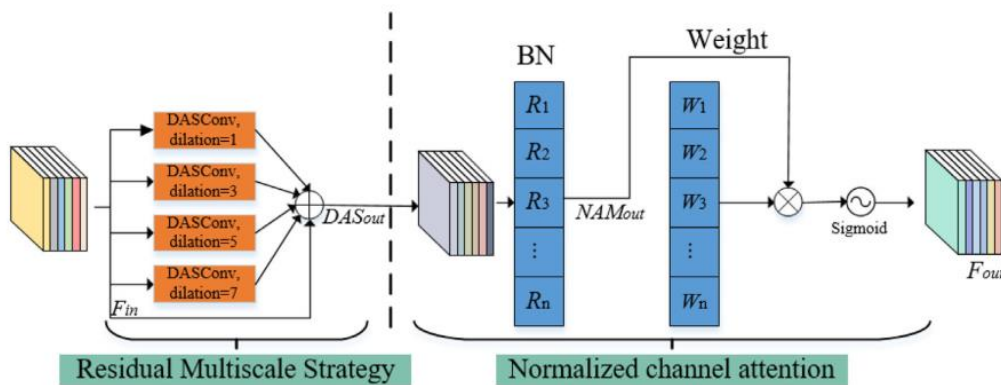 DASConv,
dilation=1
DASConv,
dilation=3
DASConv,
dilation=5
DASConv,
dilation=7
Fin
DASout
Residual Multiscale Strategy
BN
R1
R2
R3
⋮
Rn
NAMout
Weight
W1
W2
W3
⋮
Wn
Sigmoid
Fout
Normalized channel attention